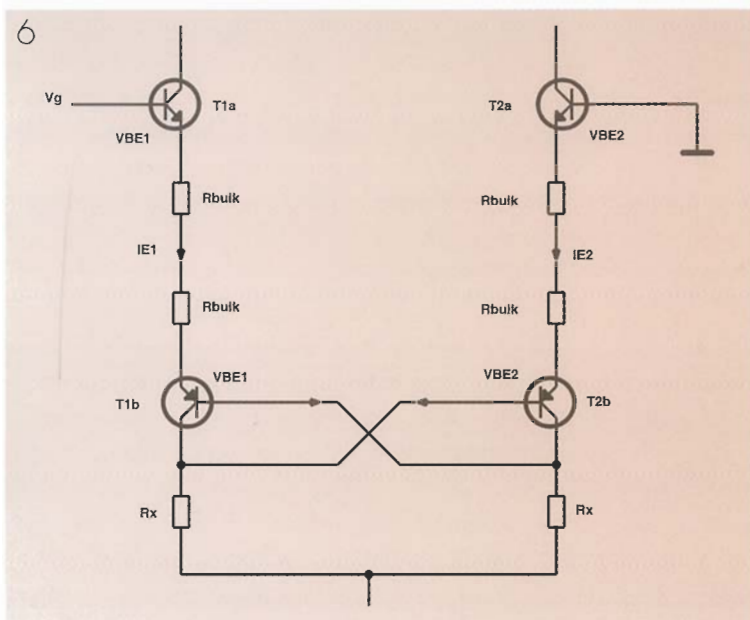 6
Vg
T1a
T2a
VBE1
VBE2
Rbulk
Rbulk
IE1
IE2
Rbulk
Rbulk
VBE1
VBE2
T1b
T2b
Rx
Rx